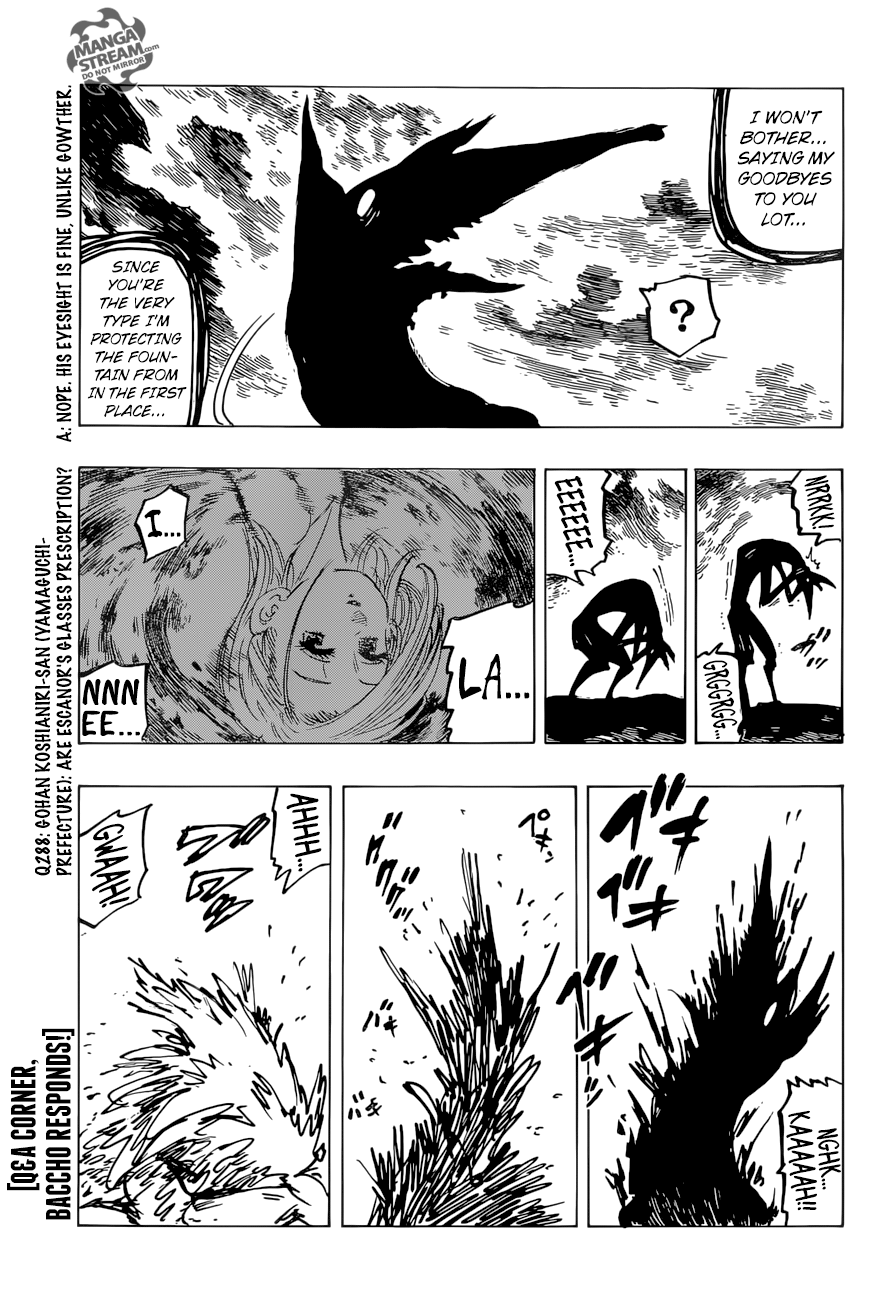 MANGA
STREAM.com
DO NOT MIRROR
I WON'T
BOTHER...
SAYING MY
GOODBYES
TO YOU
LOT...
?
SINCE
YOU'RE
THE VERY
TYPE I'M
PROTECTING
THE FOUN-
TAIN FROM
IN THE FIRST
PLACE...
NRRKK!
GRGGRGG...
EEEEEE...
I...
LA...
NNN
EE...
NGHK...
KAAAAAH!!
AHHH...
GWAAH!
[Q&A CORNER,
BACCHO RESPONDS!]
Q288: GOHAN KOSHIANIKI-SAN (YAMAGUCHI-
PREFECTURE): ARE ESCANOR'S GLASSES PRESCRIPTION?
A: NOPE. HIS EYESIGHT IS FINE, UNLIKE GOWTHER.